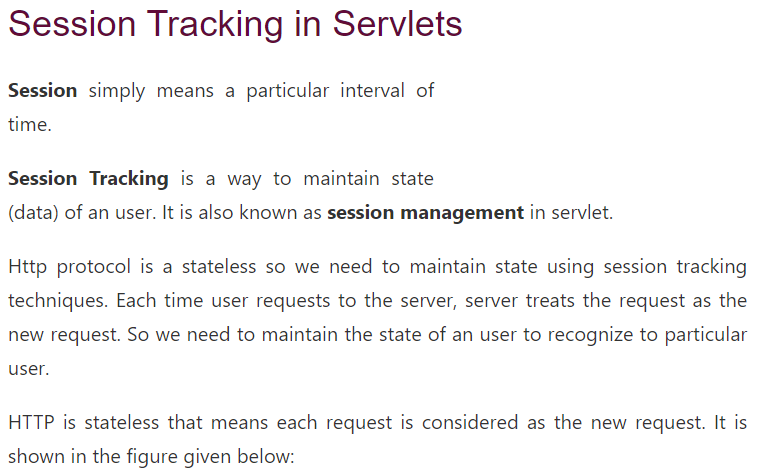 Session Tracking in Servlets
Session simply means a particular interval of
time.
Session Tracking is a way to maintain state
(data) of an user. It is also known as session management in servlet.
Http protocol is a stateless so we need to maintain state using session tracking
techniques. Each time user requests to the server, server treats the request as the
new request. So we need to maintain the state of an user to recognize to particular
user.
HTTP is stateless that means each request is considered as the new request. It is
shown in the figure given below: